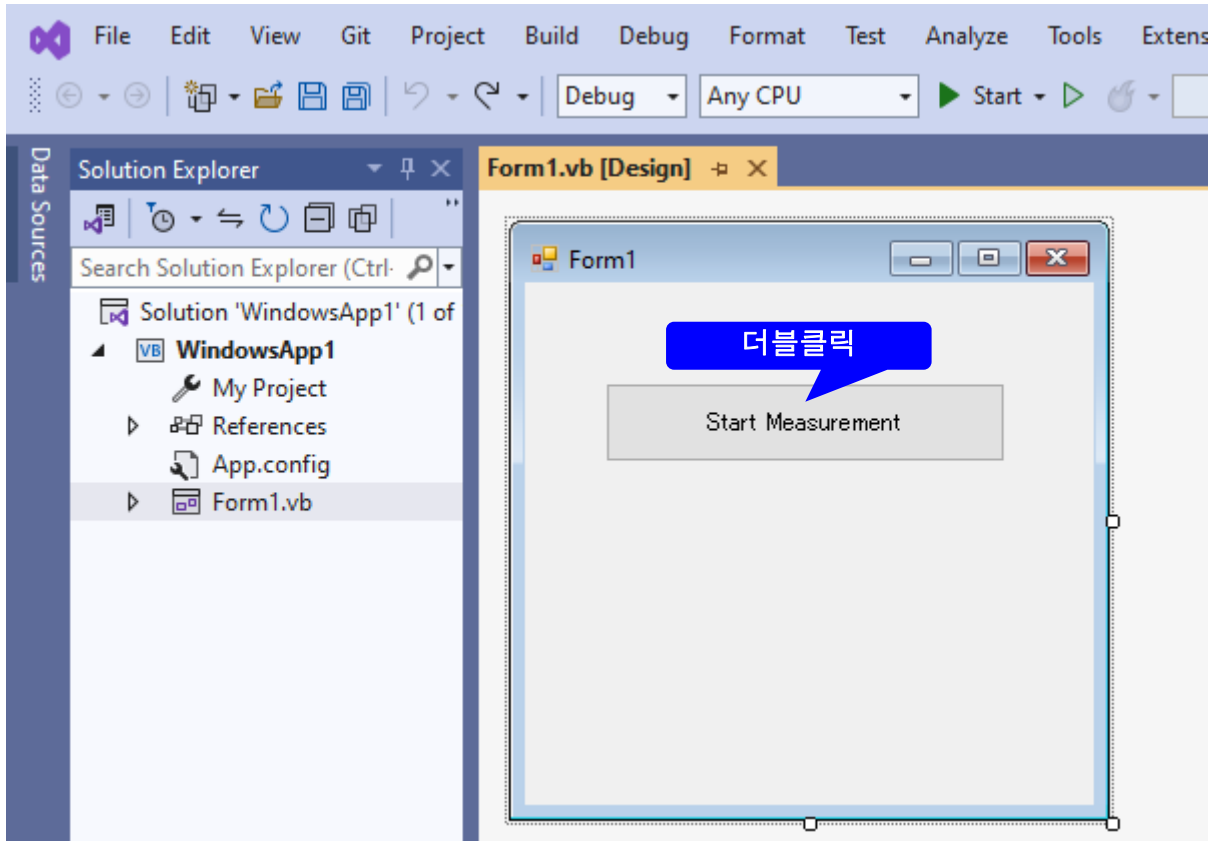 File Edit View Git Project Build Debug Format Test Analyze Tools Extens
Debug Any CPU Start
Data Sources
Solution Explorer
Search Solution Explorer (Ctrl-
Solution 'WindowsApp1' (1 of
VB WindowsApp1
My Project
References
App.config
Form1.vb
Form1.vb [Design]
Form1
더블클릭
Start Measurement